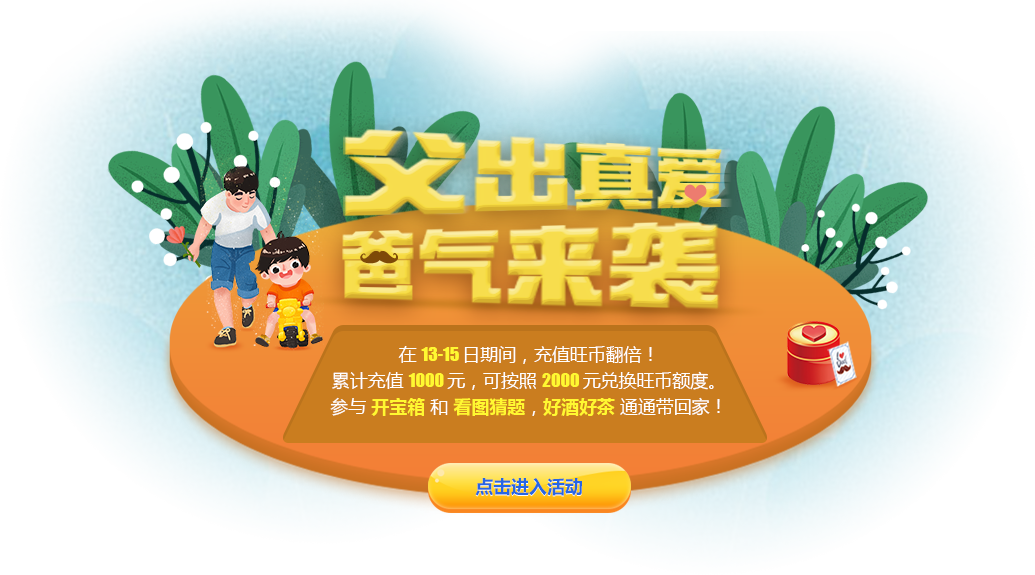 父出真爱
爸气来袭
在 13-15 日期间，充值旺币翻倍！
累计充值 1000 元，可按照 2000 元兑换旺币额度。
参与 开宝箱 和 看图猜题，好酒好茶 通通带回家！
点击进入活动